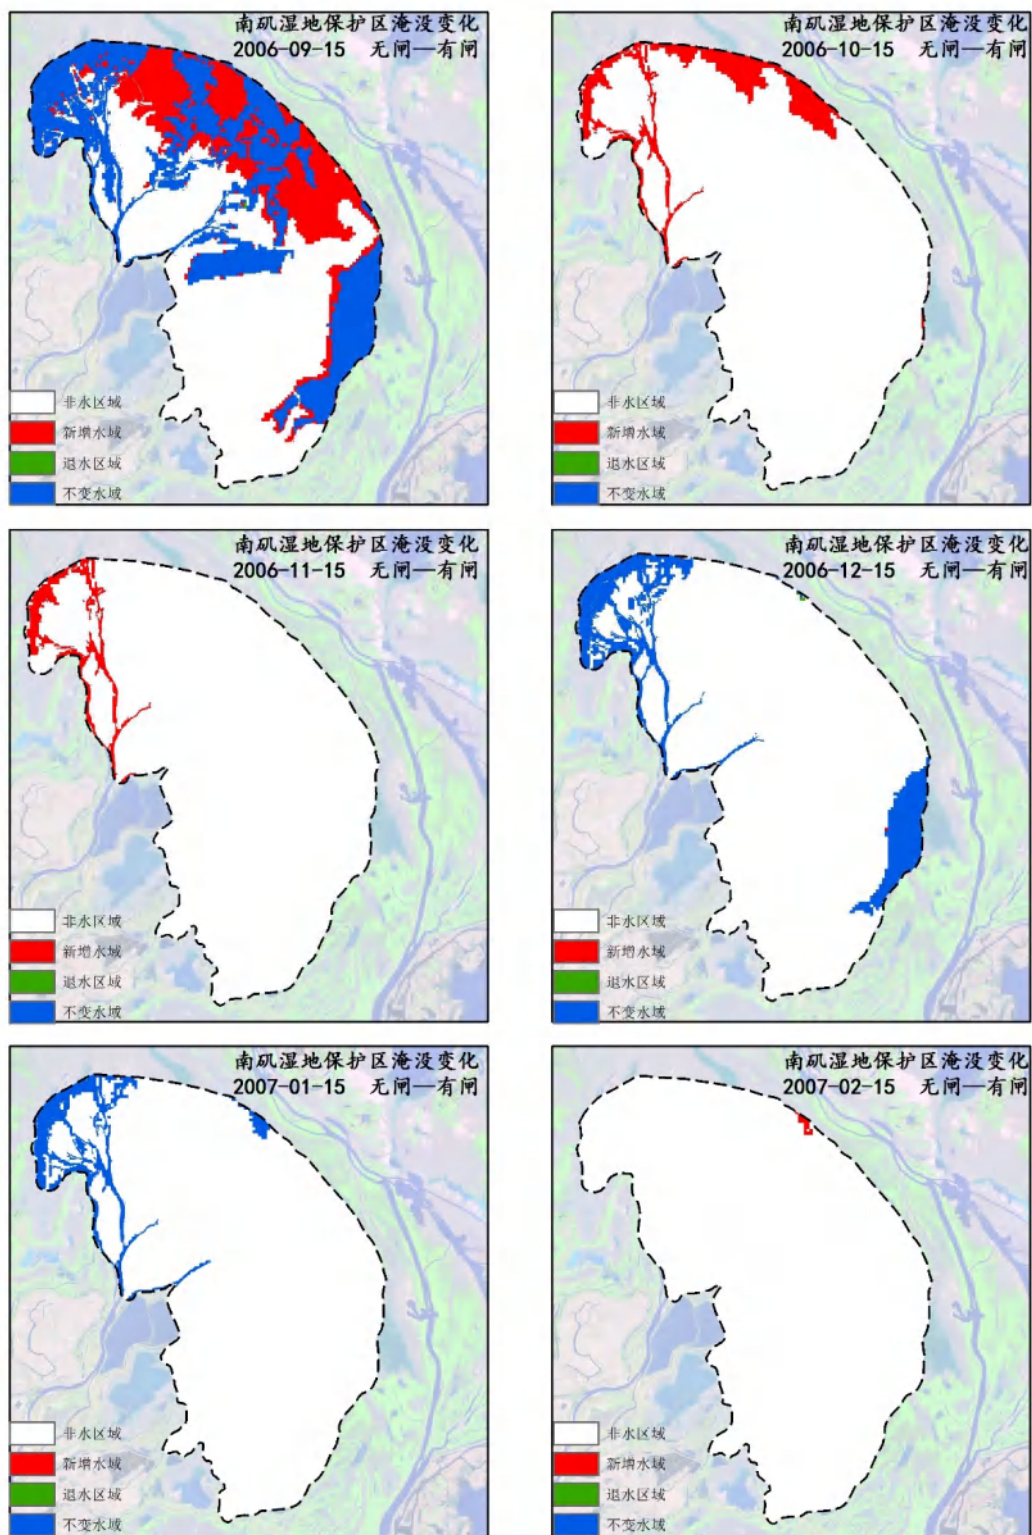 南矶湿地保护区淹没变化
2006-09-15 无闸—有闸
非水区域
新增水域
退水区域
不变水域
南矶湿地保护区淹没变化
2006-10-15 无闸—有闸
非水区域
新增水域
退水区域
不变水域
南矶湿地保护区淹没变化
2006-11-15 无闸—有闸
非水区域
新增水域
退水区域
不变水域
南矶湿地保护区淹没变化
2006-12-15 无闸—有闸
非水区域
新增水域
退水区域
不变水域
南矶湿地保护区淹没变化
2007-01-15 无闸—有闸
非水区域
新增水域
退水区域
不变水域
南矶湿地保护区淹没变化
2007-02-15 无闸—有闸
非水区域
新增水域
退水区域
不变水域